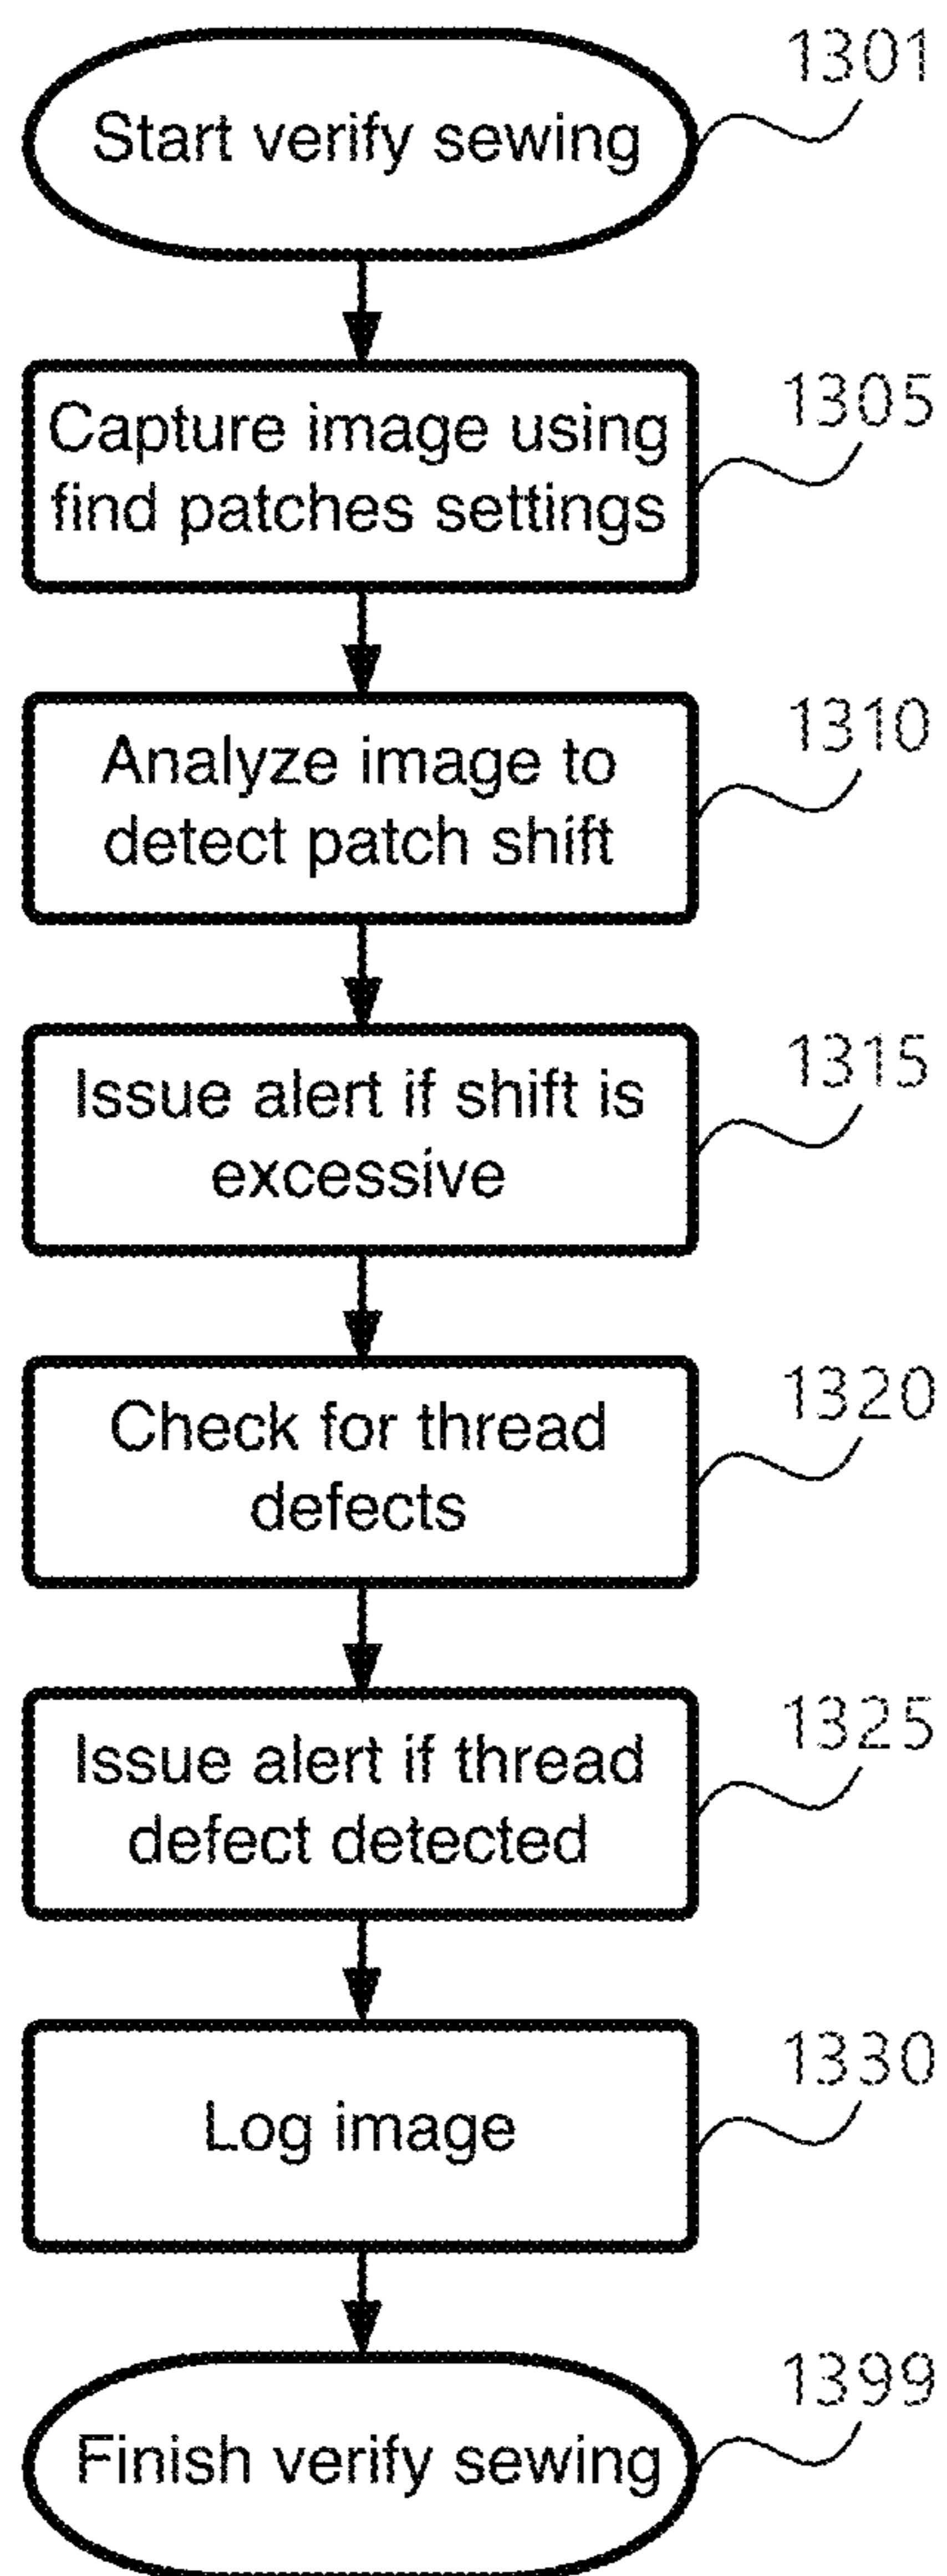 1301
Start verify sewing
1305
Capture image using
find patches settings
1310
Analyze image to
detect patch shift
1315
Issue alert if shift is
excessive
1320
Check for thread
defects
1325
Issue alert if thread
defect detected
1330
Log image
1399
Finish verify sewing